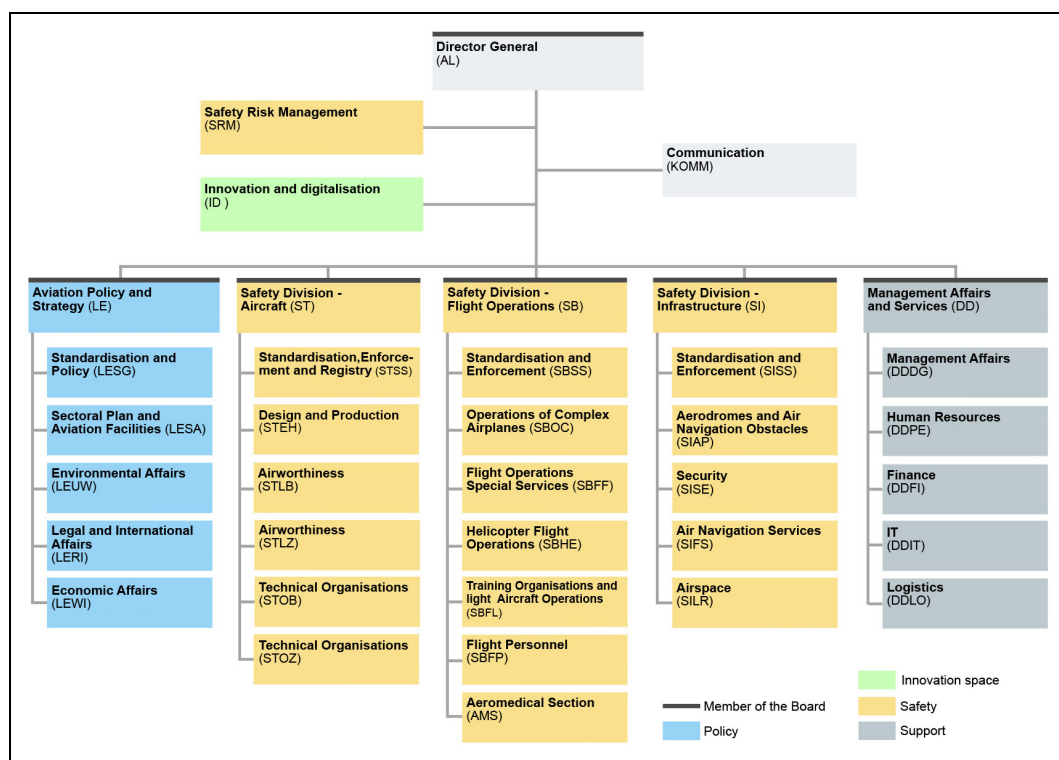 Director General
(AL)
Safety Risk Management
(SRM)
Communication
(KOMM)
Innovation and digitalisation
(ID )
Aviation Policy and
Strategy (LE)
Standardisation and
Policy (LESG)
Sectoral Plan and
Aviation Facilities (LESA)
Environmental Affairs
(LEUW)
Legal and International
Affairs
(LERI)
Economic Affairs
(LEWI)
Safety Division -
Aircraft (ST)
Standardisation,Enforce-
ment and Registry (STSS)
Design and Production
(STEH)
Airworthiness
(STLB)
Airworthiness
(STLZ)
Technical Organisations
(STOB)
Technical Organisations
(STOZ)
Safety Division -
Flight Operations (SB)
Standardisation and
Enforcement (SBSS)
Operations of Complex
Airplanes (SBOC)
Flight Operations
Special Services (SBFF)
Helicopter Flight
Operations (SBHE)
Training Organisations and
light Aircraft Operations
(SBFL)
Flight Personnel
(SBFP)
Aeromedical Section
(AMS)
Safety Division -
Infrastructure (SI)
Standardisation and
Enforcement (SISS)
Aerodromes and Air
Navigation Obstacles
(SIAP)
Security
(SISE)
Air Navigation Services
(SIFS)
Airspace
(SILR)
Management Affairs
and Services (DD)
Management Affairs
(DDDG)
Human Resources
(DDPE)
Finance
(DDFI)
IT
(DDIT)
Logistics
(DDLO)
Member of the Board
Policy
Innovation space
Safety
Support